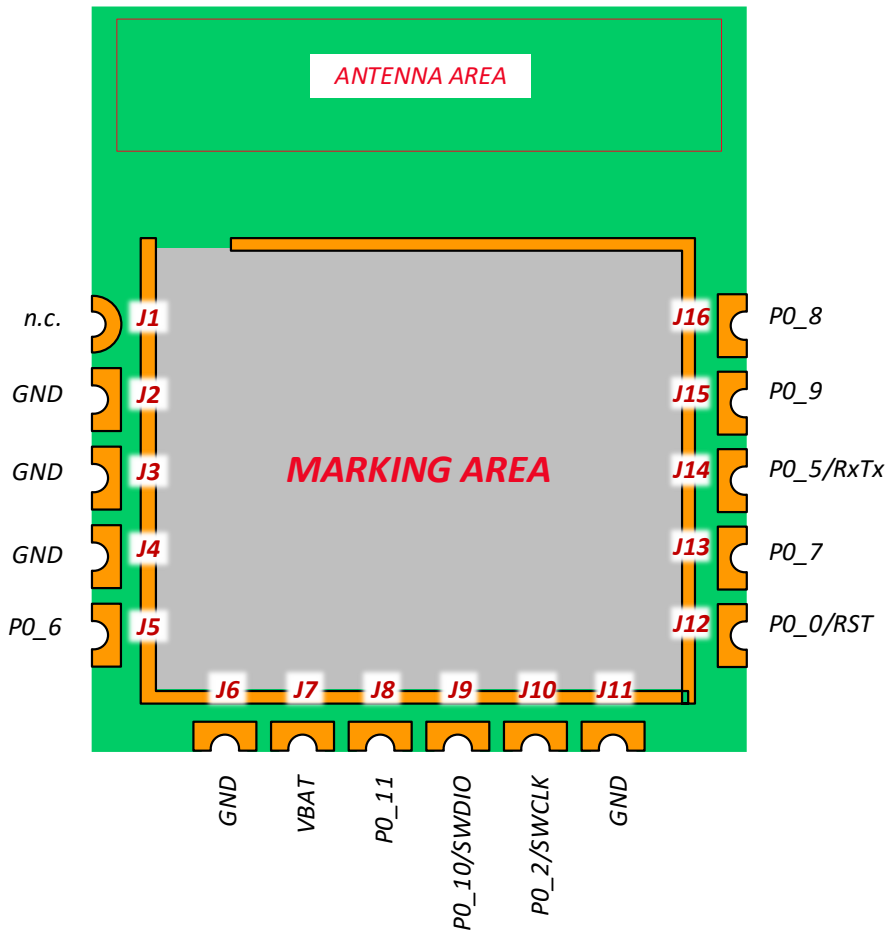 ANTENNA AREA
n.c.
J1
J16
P0_8
GND
J2
J15
P0_9
GND
J3
MARKING AREA
J14
P0_5/RxTx
GND
J4
J13
P0_7
P0_6
J5
J12
P0_0/RST
J6
J7
J8
J9
J10
J11
GND
VBAT
P0_11
P0_10/SWDIO
P0_2/SWCLK
GND